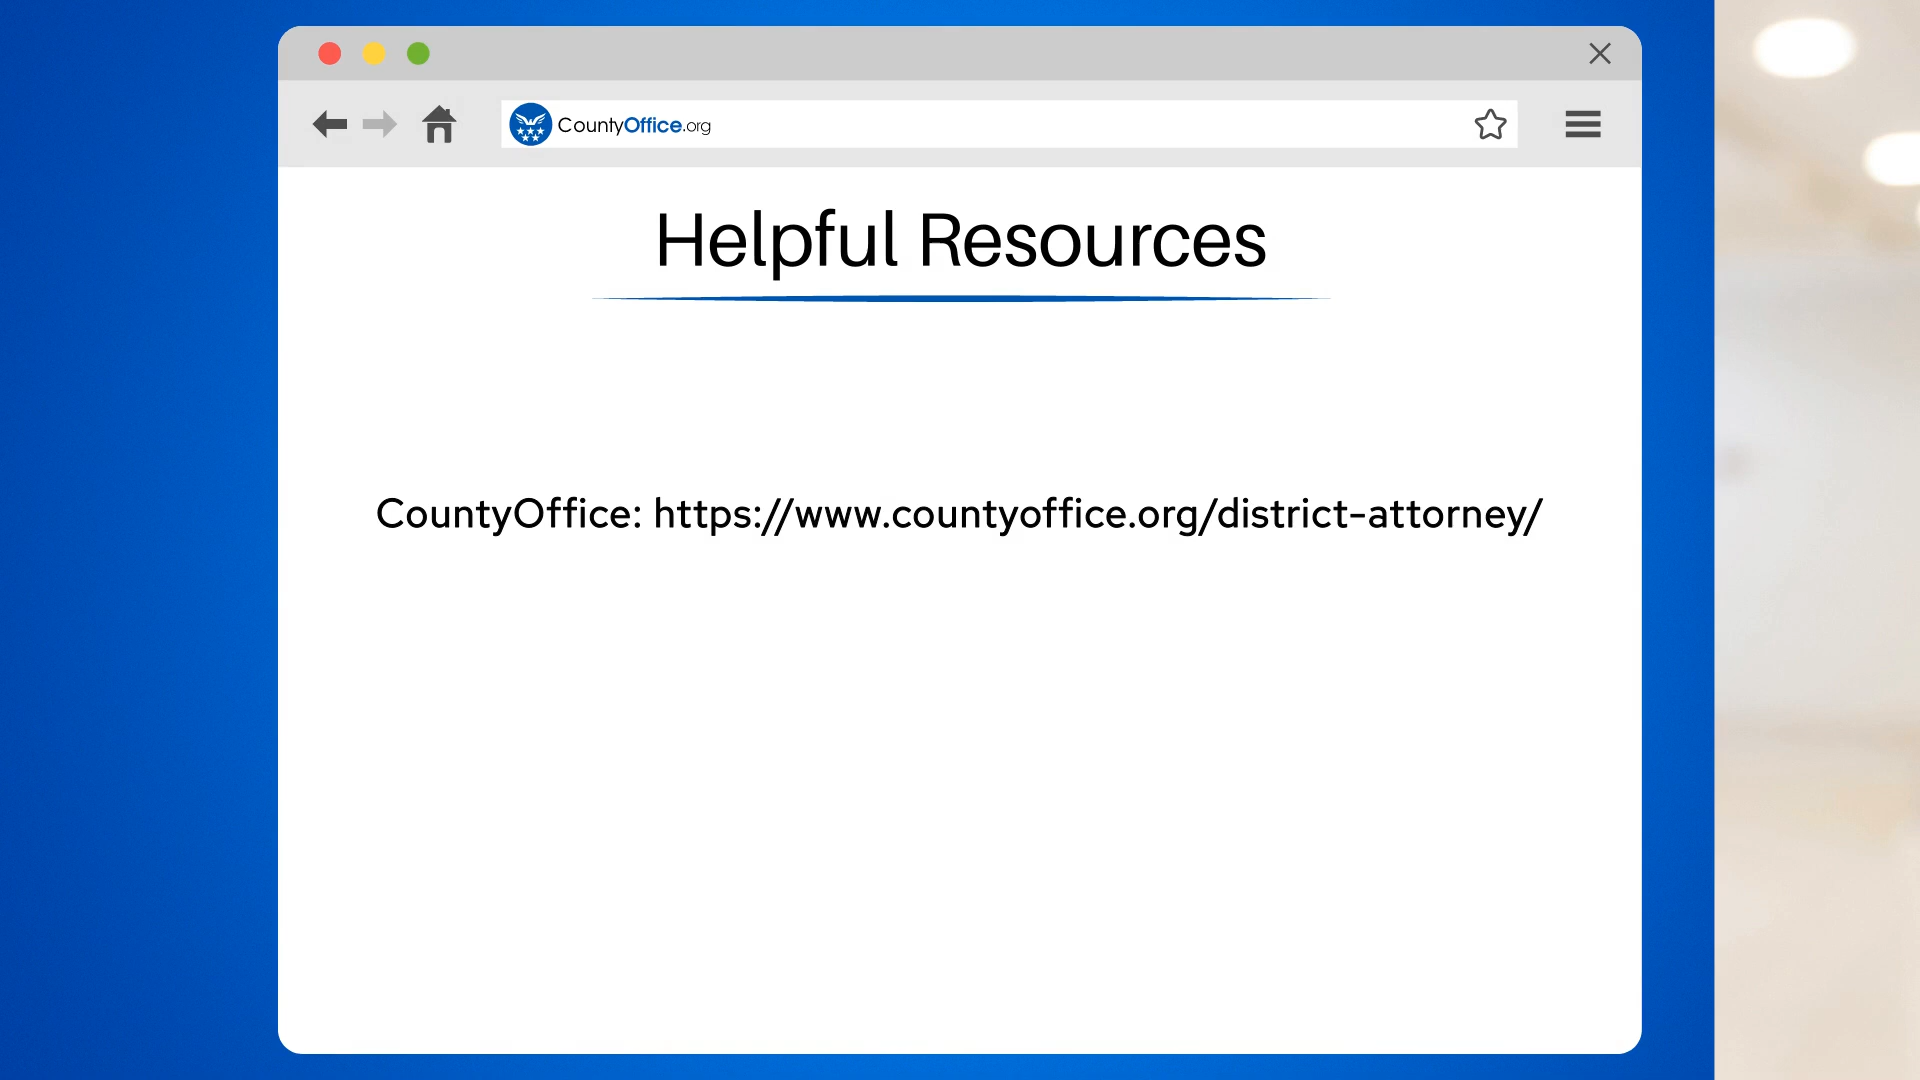 CountyOffice.org
Helpful Resources
CountyOffice: https://www.countyoffice.org/district-attorney/